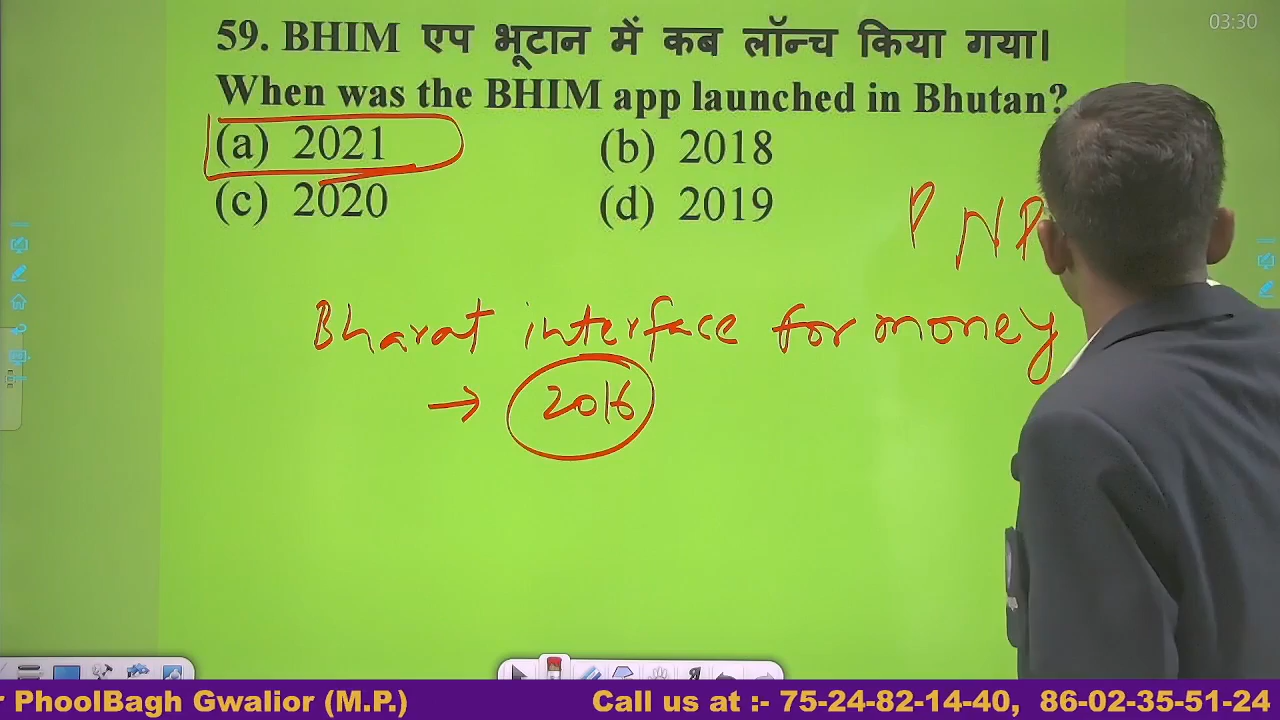 03:30
59. BHIM एप भूटान में कब लॉन्च किया गया।
When was the BHIM app launched in Bhutan?
(a) 2021 (b) 2018
(c) 2020 (d) 2019
P NP
Bharat interface for money
→ 2016
r PhoolBagh Gwalior (M.P.) Call us at :- 75-24-82-14-40, 86-02-35-51-24